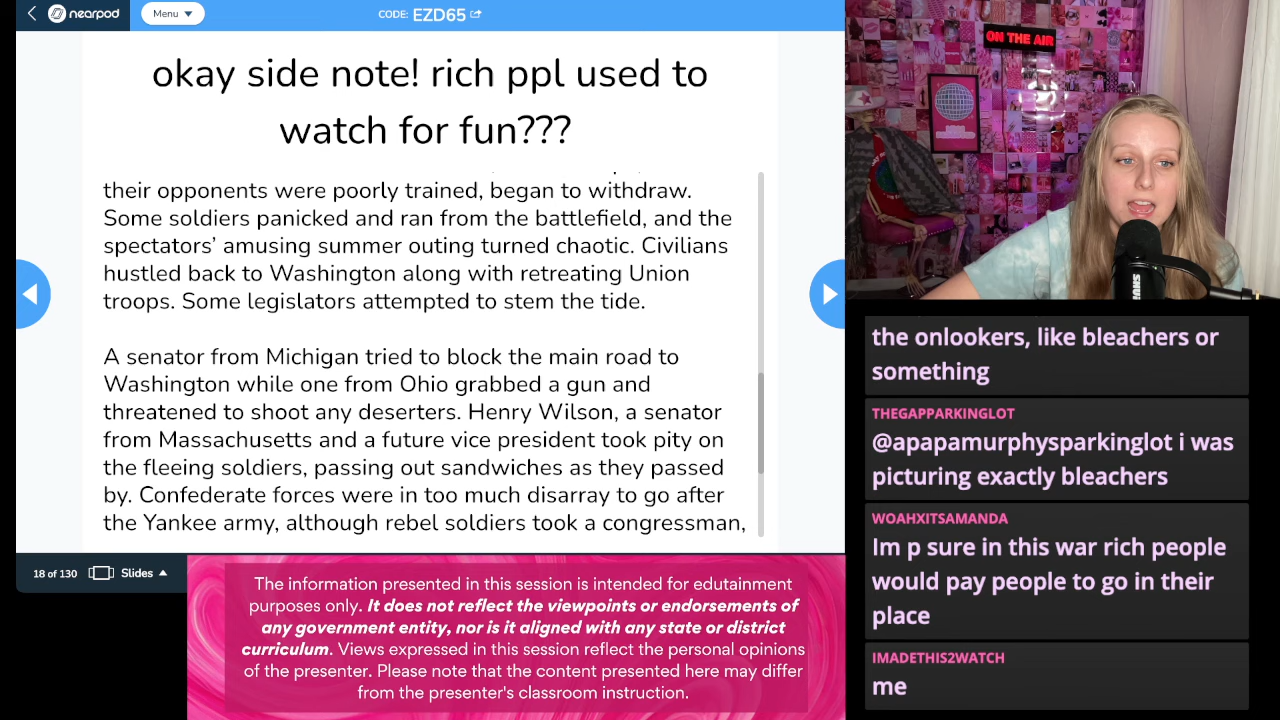 nearpod
Menu
CODE: EZD65
okay side note! rich ppl used to
watch for fun???
their opponents were poorly trained, began to withdraw.
Some soldiers panicked and ran from the battlefield, and the
spectators’ amusing summer outing turned chaotic. Civilians
hustled back to Washington along with retreating Union
troops. Some legislators attempted to stem the tide.
A senator from Michigan tried to block the main road to
Washington while one from Ohio grabbed a gun and
threatened to shoot any deserters. Henry Wilson, a senator
from Massachusetts and a future vice president took pity on
the fleeing soldiers, passing out sandwiches as they passed
by. Confederate forces were in too much disarray to go after
the Yankee army, although rebel soldiers took a congressman,
18 of 130
Slides
The information presented in this session is intended for edutainment
purposes only. It does not reflect the viewpoints or endorsements of
any government entity, nor is it aligned with any state or district
curriculum. Views expressed in this session reflect the personal opinions
of the presenter. Please note that the content presented here may differ
from the presenter's classroom instruction.
ON THE AIR
SHURE
the onlookers, like bleachers or
something
THEGAPPARKINGLOT
@apapamurphysparkinglot i was
picturing exactly bleachers
WOAHXITSAMANDA
Im p sure in this war rich people
would pay people to go in their
place
IMADETHIS2WATCH
me